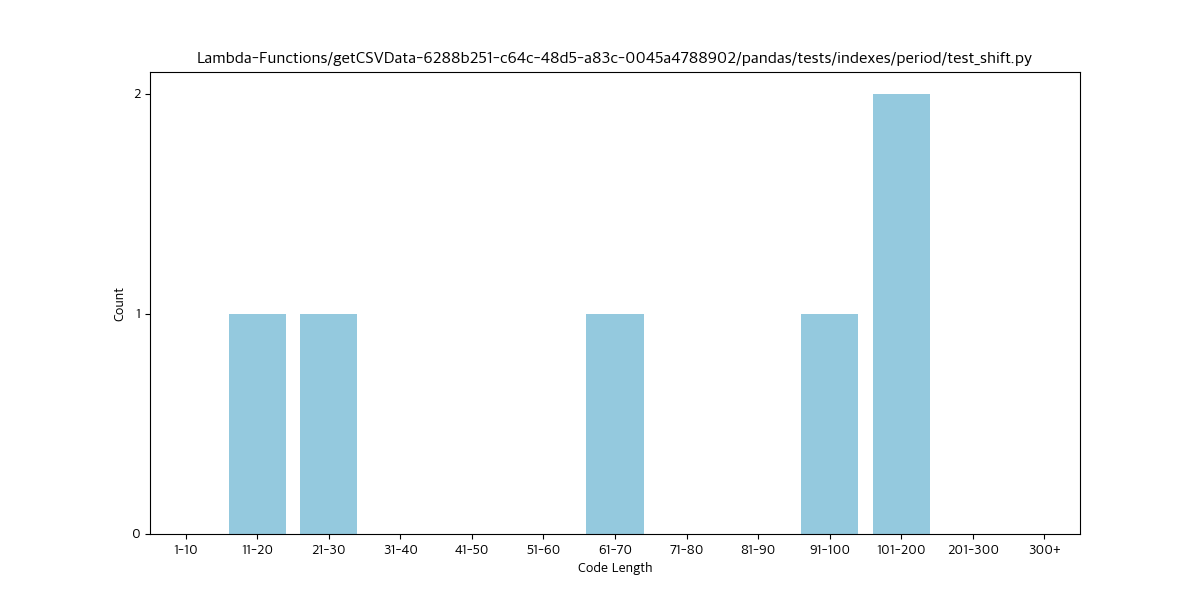 Lambda-Functions/getCSVData-6288b251-c64c-48d5-a83c-0045a4788902/pandas/tests/indexes/period/test_shift.py
2
1
0
Count
1-10 11-20 21-30 31-40 41-50 51-60 61-70 71-80 81-90 91-100 101-200 201-300 300+
Code Length